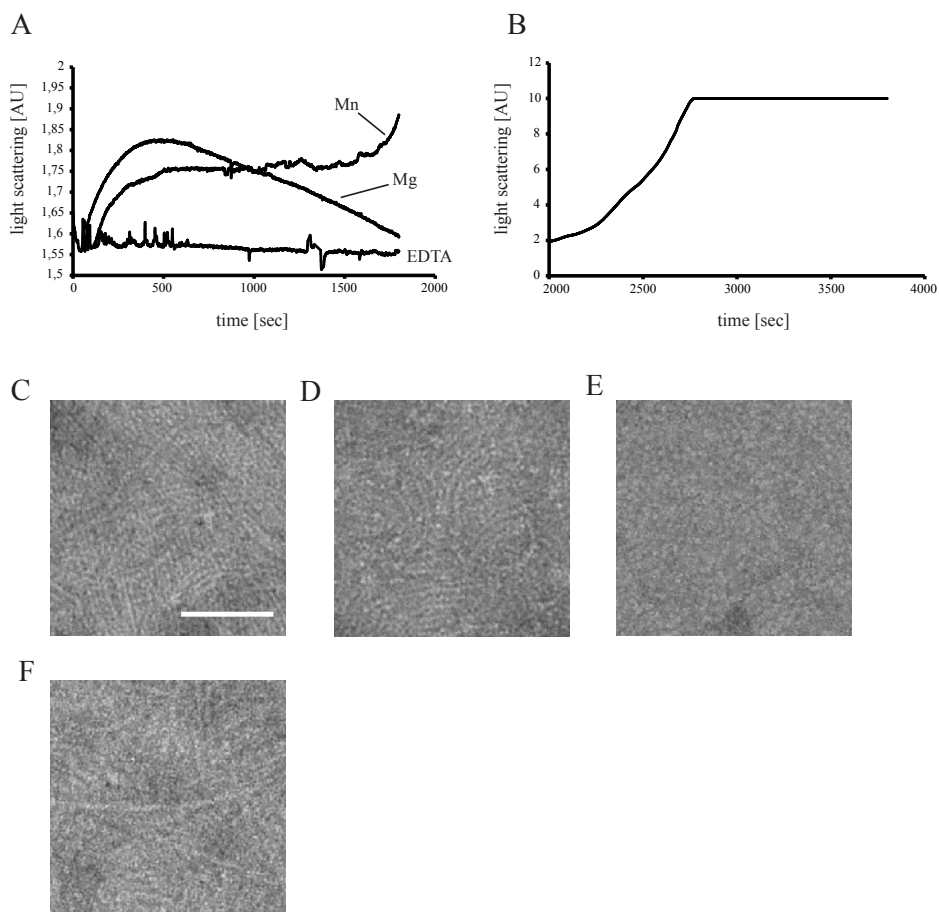 A
light scattering [AU]
2
1,95
1,9
1,85
1,8
1,75
1,7
1,65
1,6
1,55
1,5
Mn
Mg
EDTA
0 500 1000 1500 2000
time [sec]
B
light scattering [AU]
12
10
8
6
4
2
0
2000 2500 3000 3500 4000
time [sec]
C
D
E
F